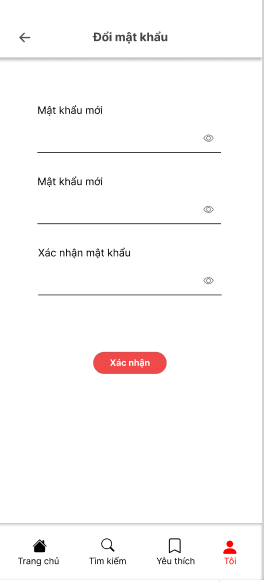 Đổi mật khẩu
Mật khẩu mới
Mật khẩu mới
Xác nhận mật khẩu
Xác nhận
Trang chủ Tìm kiếm Yêu thích Tôi